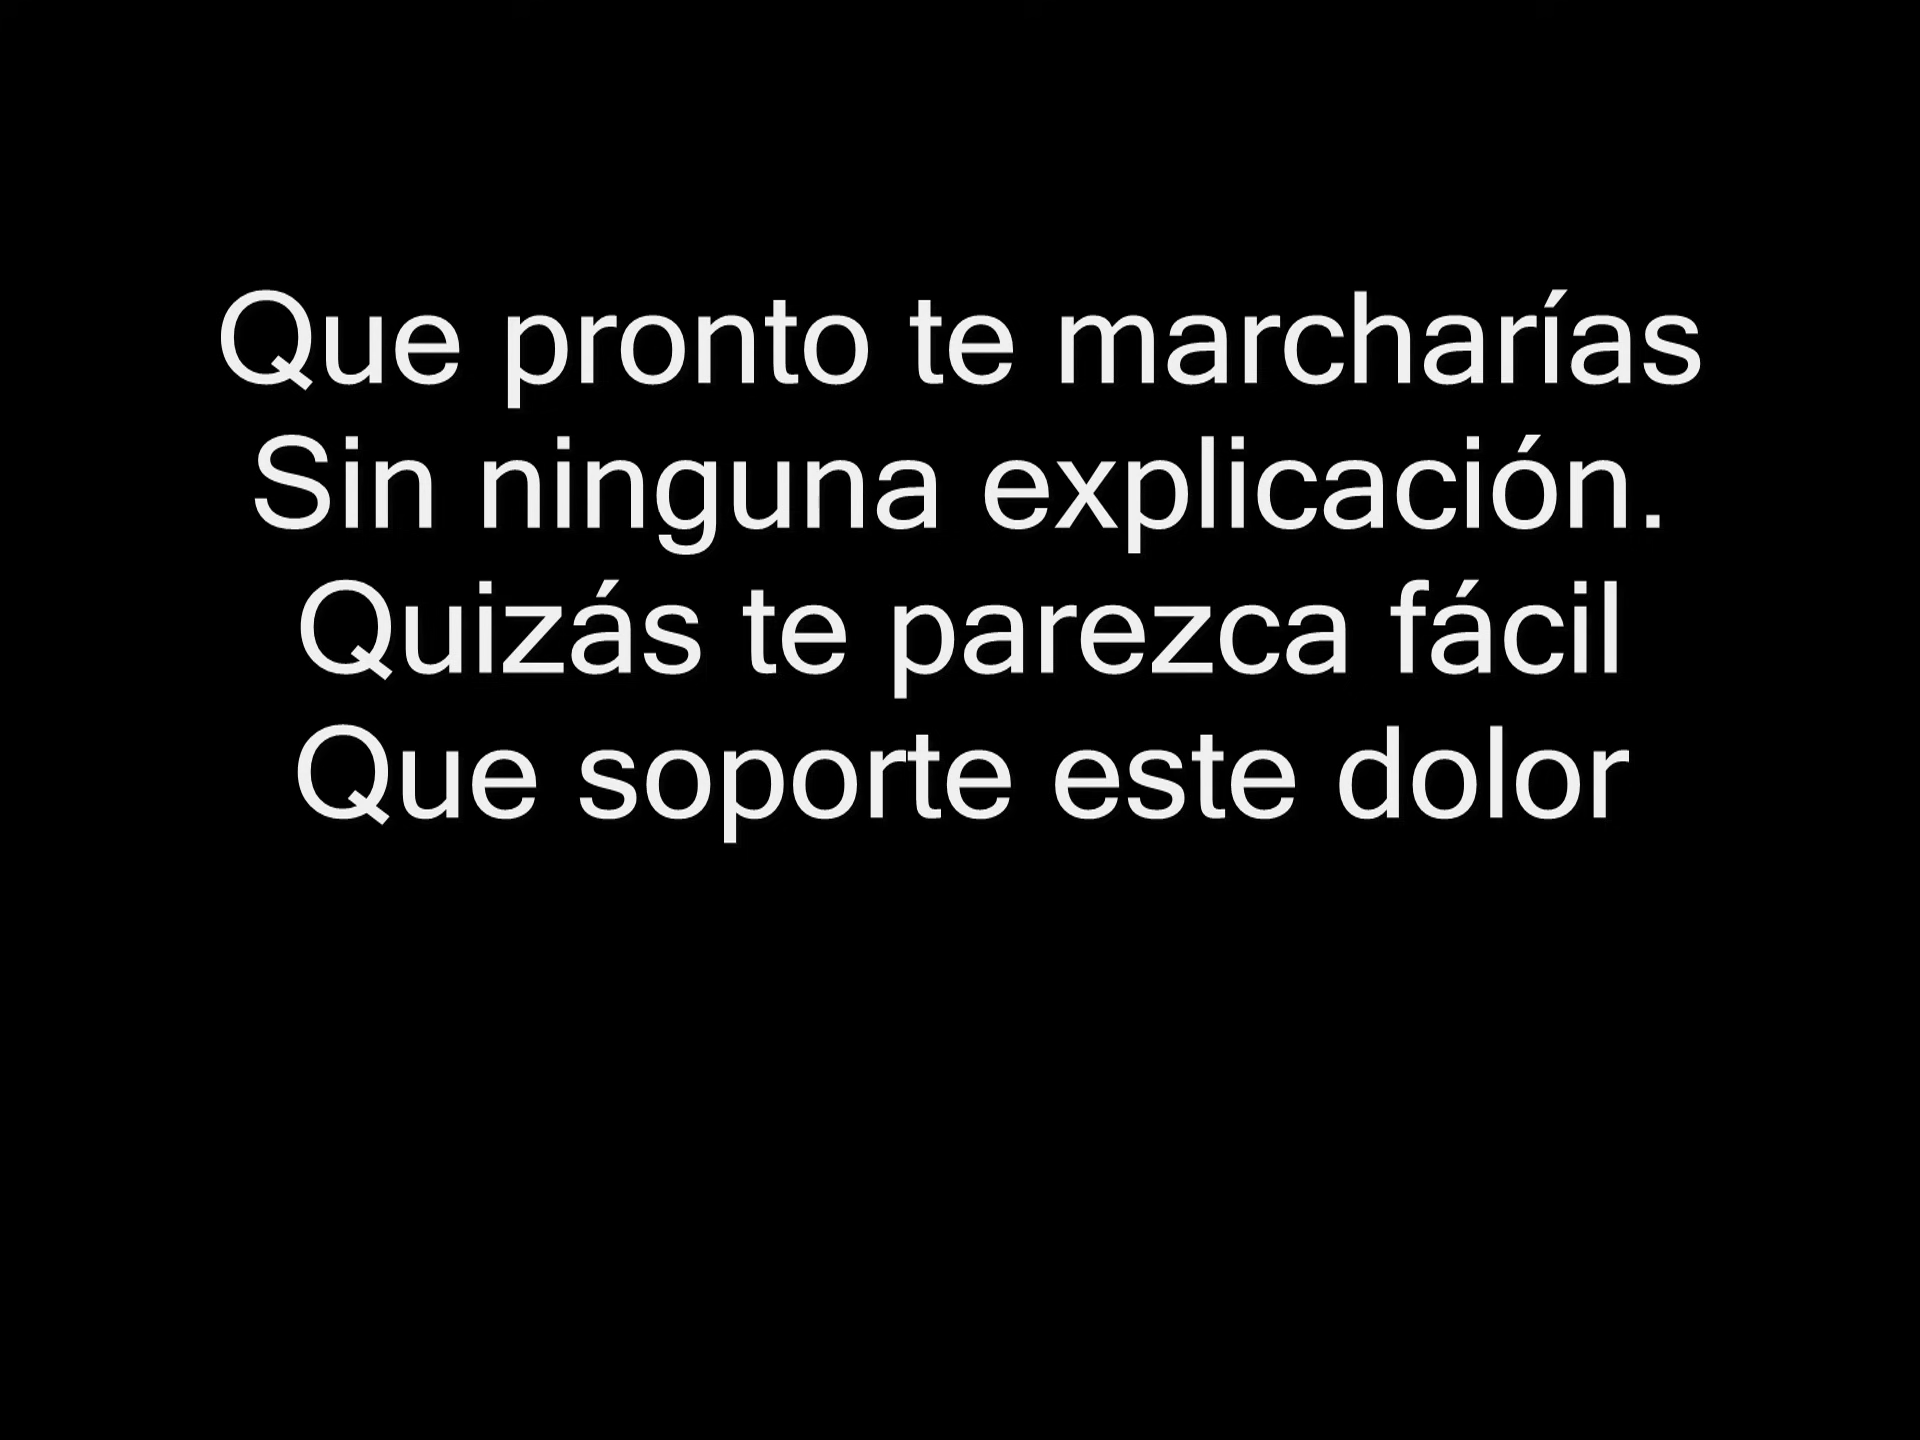 Que pronto te marcharías
Sin ninguna explicación.
Quizás te parezca fácil
Que soporte este dolor